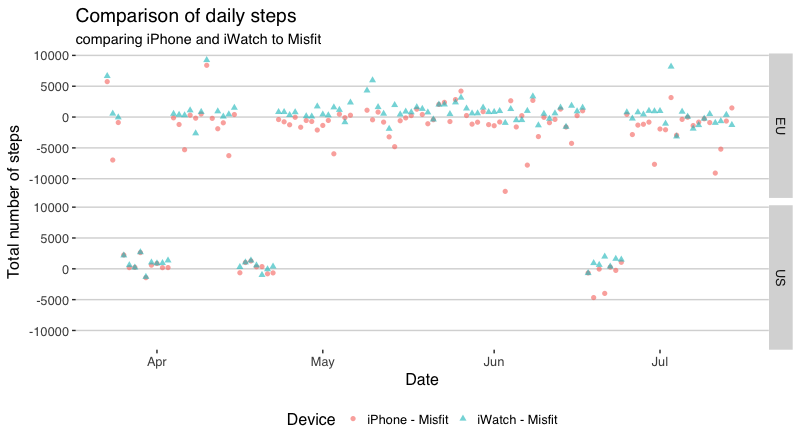 Comparison of daily steps
comparing iPhone and iWatch to Misfit
Total number of steps
10000
5000
0
-5000
-10000
EU
10000
5000
0
-5000
-10000
US
Apr May Jun Jul
Date
Device iPhone - Misfit iWatch - Misfit